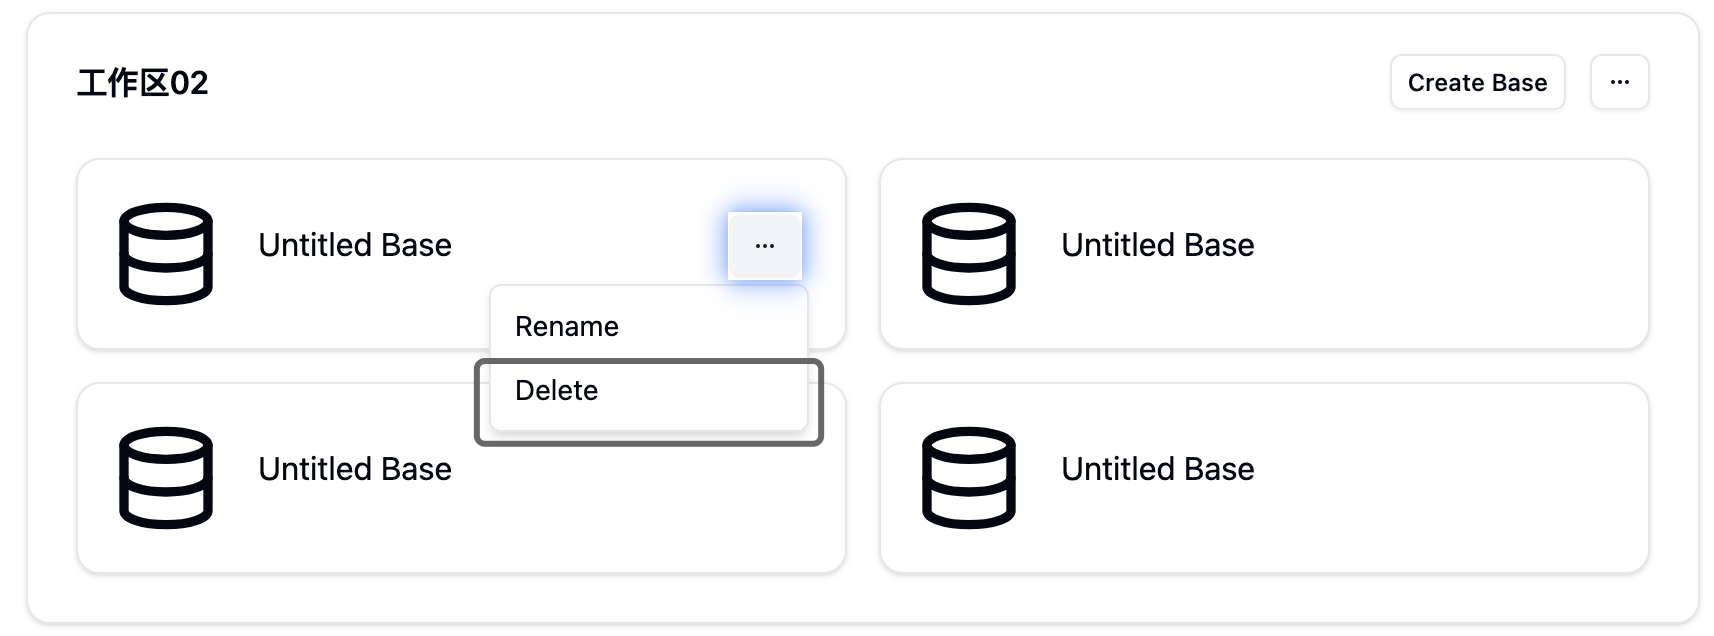 工作区02
Create Base
...
Untitled Base
...
Untitled Base
Rename
Delete
Untitled Base
Untitled Base